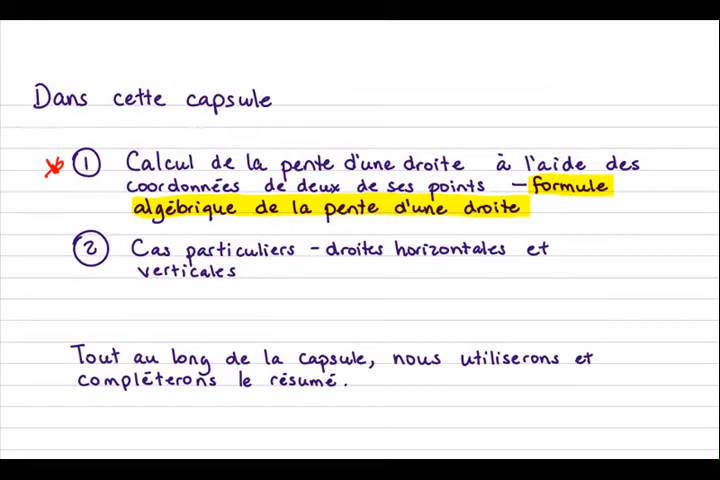 Dans cette capsule
① Calcul de la pente d'une droite à l'aide des
coordonnées de deux de ses points – formule
algébrique de la pente d'une droite
② Cas particuliers – droites horizontales et
verticales
Tout au long de la capsule, nous utiliserons et
compléterons le résumé.